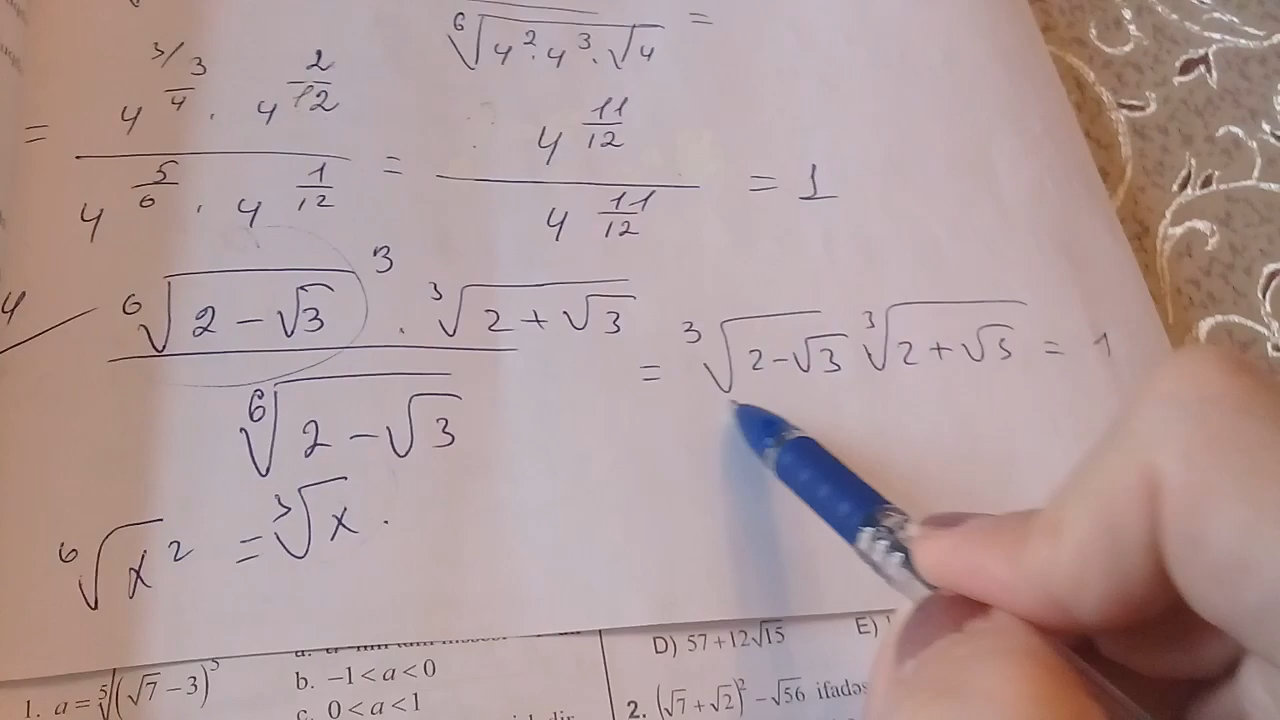 ⁶√(4² · 4³ · √4) =
= (4^(3/4) · 4^(2/12)) / (4^(5/6) · 4^(1/12)) = 4^(11/12) / 4^(11/12) = 1
4
(⁶√(2 − √3)³ · ³√(2 + √3)) / ⁶√(2 − √3) = ³√(2 − √3) ³√(2 + √3) = 1
⁶√x² = ³√x .
1. a = ⁵√(√7 − 3)⁵
b. −1 < a < 0
c. 0 < a < 1
D) 57 + 12√15
E)
2. (√7 + √2)² − √56